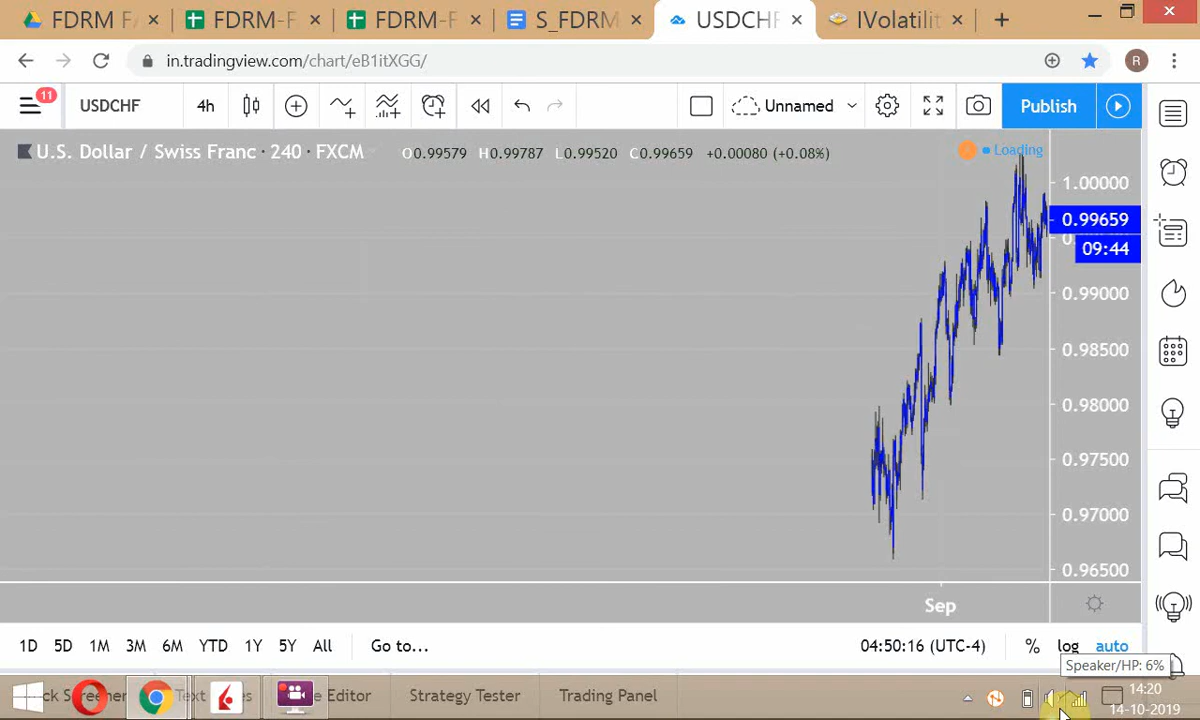 FDRM FA
FDRM-F
FDRM-F
S_FDRM
USDCHF
IVolatilit
in.tradingview.com/chart/eB1itXGG/
R
11
USDCHF
4h
Unnamed
Publish
U.S. Dollar / Swiss Franc · 240 · FXCM
O0.99579 H0.99787 L0.99520 C0.99659 +0.00080 (+0.08%)
Loading
1.00000
0.99659
09:44
0.99000
0.98500
0.98000
0.97500
0.97000
0.96500
Sep
1D 5D 1M 3M 6M YTD 1Y 5Y All Go to...
04:50:16 (UTC-4) % log auto
Speaker/HP: 6%
ck Screener Text e Editor Strategy Tester Trading Panel
14:20
14-10-2019